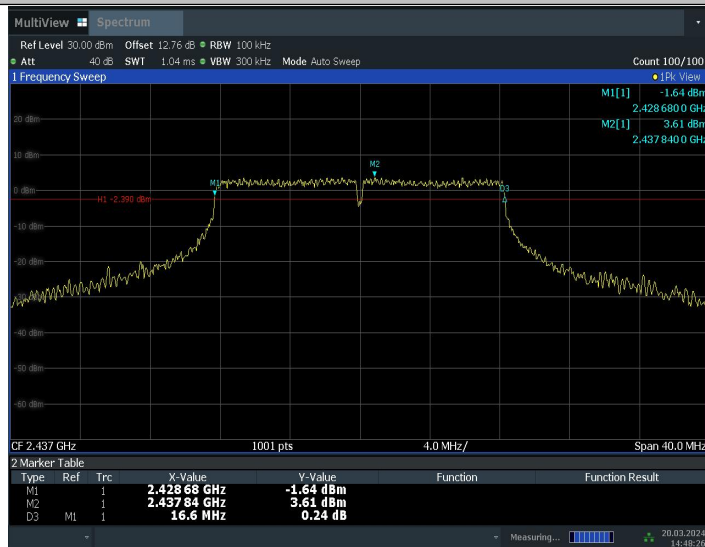 MultiView Spectrum
Ref Level 30.00 dBm Offset 12.76 dB RBW 100 kHz
Att 40 dB SWT 1.04 ms VBW 300 kHz Mode Auto Sweep Count 100/100
1 Frequency Sweep 1Pk View
M1[1] -1.64 dBm
2.428 680 0 GHz
M2[1] 3.61 dBm
2.437 840 0 GHz
20 dBm
10 dBm
M2
M1
0 dBm
D3
H1 -2.390 dBm
-10 dBm
-20 dBm
-30 dBm
-40 dBm
-50 dBm
-60 dBm
CF 2.437 GHz 1001 pts 4.0 MHz/ Span 40.0 MHz
2 Marker Table
Type Ref Trc X-Value Y-Value Function Function Result
M1 1 2.428 68 GHz -1.64 dBm
M2 1 2.437 84 GHz 3.61 dBm
D3 M1 1 16.6 MHz 0.24 dB
Measuring... 20.03.2024
14:48:26